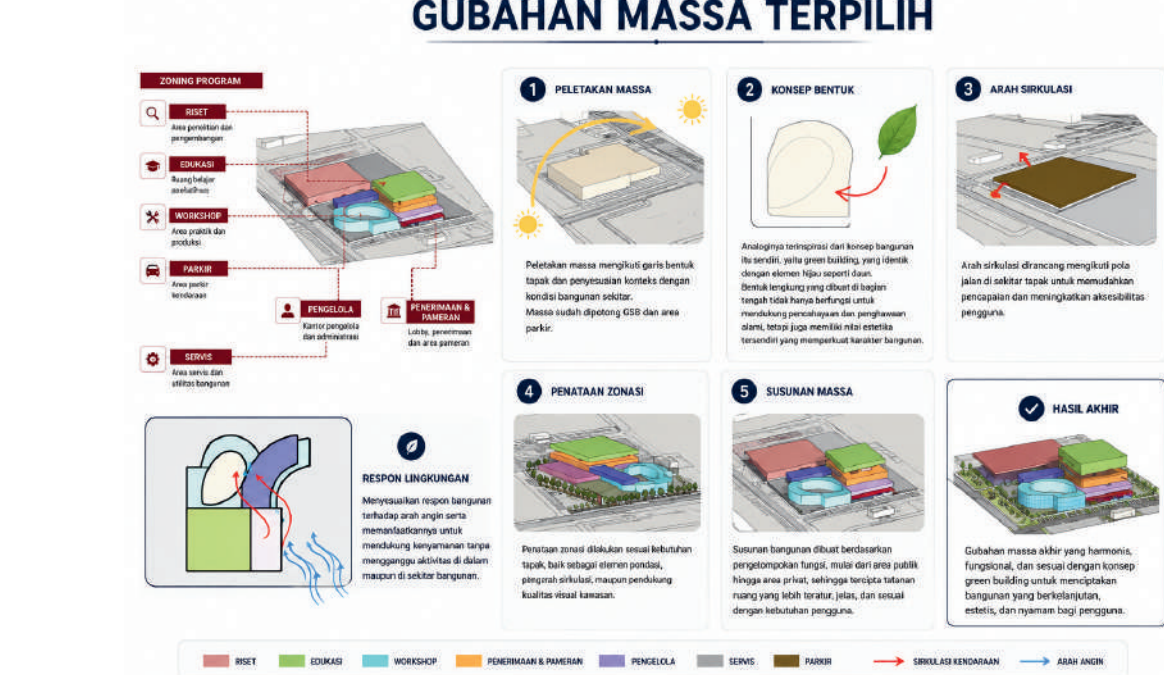 GUBAHAN MASSA TERPILIH
ZONING PROGRAM
RISET
Area penelitian dan
pengembangan
EDUKASI
Ruang belajar
WORKSHOP
Area praktik dan
produksi
PARKIR
Area parkir
kendaraan
PENGELOLA
Kantor pengelola
dan administrasi
PENERIMAAN &
PAMERAN
Lobby, penerimaan
dan area pameran
SERVIS
Area servis dan
utilitas bangunan
RESPON LINGKUNGAN
Menyesuaikan respon bangunan
terhadap arah angin serta
memanfaatkannya untuk
mendukung kenyamanan tanpa
mengganggu aktivitas di dalam
maupun di sekitar bangunan.
1 PELETAKAN MASSA
Peletakan massa mengikuti garis bentuk
tapak dan penyesuaian konteks dengan
kondisi bangunan sekitar.
Massa sudah dipotong GSB dan area
parkir.
2 KONSEP BENTUK
Analoginya terinspirasi dari konsep bangunan
itu sendiri, yaitu green building, yang identik
dengan elemen hijau seperti daun.
Bentuk lengkung yang dibuat di bagian
tengah tidak hanya berfungsi untuk
mendukung pencahayaan dan penghawaan
alami, tetapi juga memiliki nilai estetika
tersendiri yang memperkuat karakter bangunan.
3 ARAH SIRKULASI
Arah sirkulasi dirancang mengikuti pola
jalan di sekitar tapak untuk memudahkan
pencapaian dan meningkatkan aksesibilitas
pengguna.
4 PENATAAN ZONASI
Penataan zonasi dilakukan sesuai kebutuhan
tapak, baik sebagai elemen pondasi,
pengarah sirkulasi, maupun pendukung
kualitas visual kawasan.
5 SUSUNAN MASSA
Susunan bangunan dibuat berdasarkan
pengelompokan fungsi, mulai dari area publik
hingga area privat, sehingga tercipta tatanan
ruang yang lebih teratur, jelas, dan sesuai
dengan kebutuhan pengguna.
HASIL AKHIR
Gubahan massa akhir yang harmonis,
fungsional, dan sesuai dengan konsep
green building untuk menciptakan
bangunan yang berkelanjutan,
estetis, dan nyaman bagi pengguna.
RISET EDUKASI WORKSHOP PENERIMAAN & PAMERAN PENGELOLA SERVIS PARKIR SIRKULASI KENDARAAN ARAH ANGIN